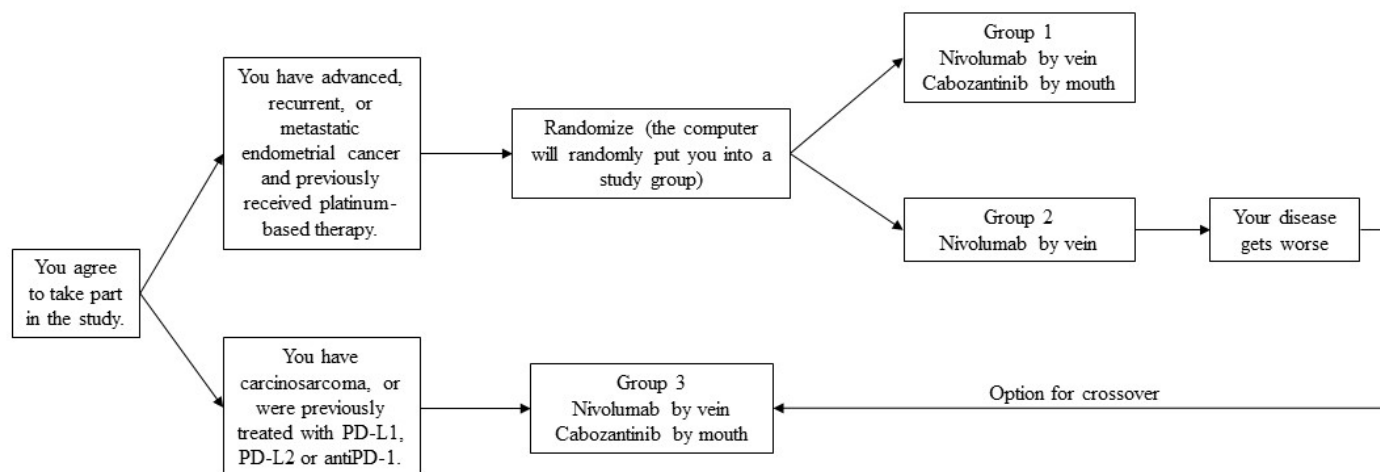 You agree
to take part
in the study.
You have advanced,
recurrent, or
metastatic
endometrial cancer
and previously
received platinum-
based therapy.
Randomize (the computer
will randomly put you into a
study group)
Group 1
Nivolumab by vein
Cabozantinib by mouth
Group 2
Nivolumab by vein
Your disease
gets worse
You have
carcinosarcoma, or
were previously
treated with PD-L1,
PD-L2 or antiPD-1.
Group 3
Nivolumab by vein
Cabozantinib by mouth
Option for crossover